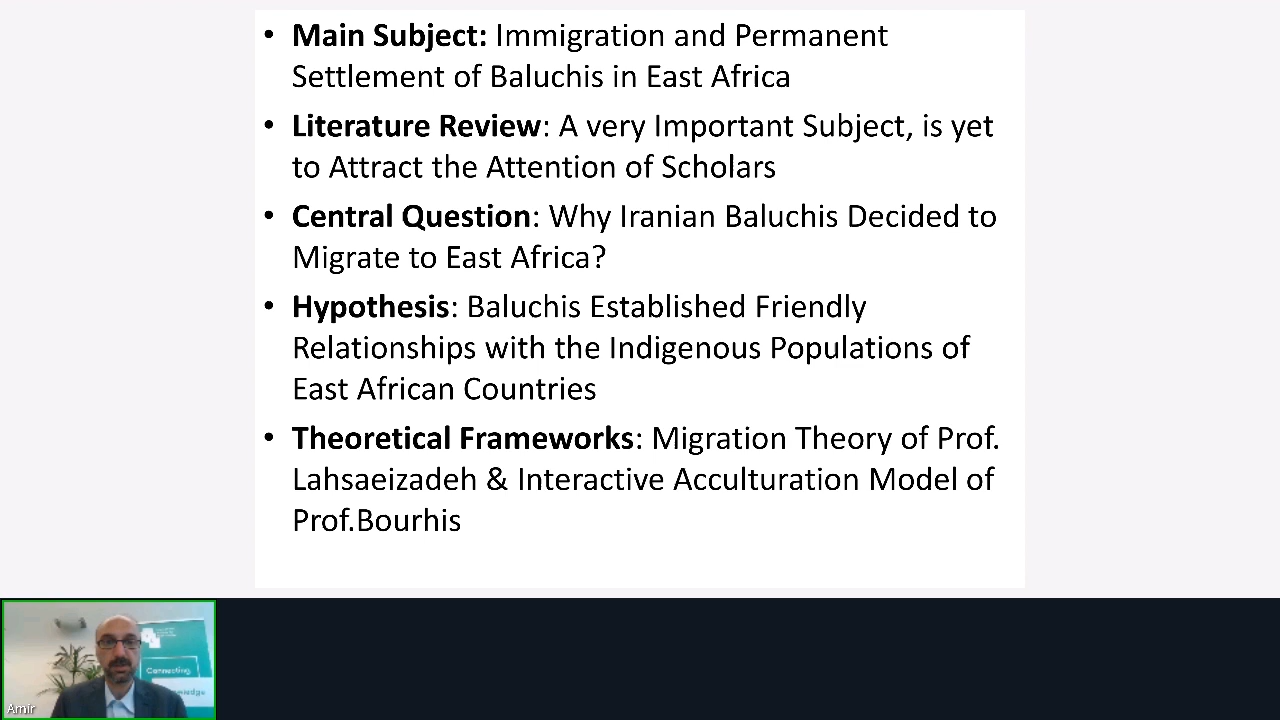 • Main Subject: Immigration and Permanent
Settlement of Baluchis in East Africa
• Literature Review: A very Important Subject, is yet
to Attract the Attention of Scholars
• Central Question: Why Iranian Baluchis Decided to
Migrate to East Africa?
• Hypothesis: Baluchis Established Friendly
Relationships with the Indigenous Populations of
East African Countries
• Theoretical Frameworks: Migration Theory of Prof.
Lahsaeizadeh & Interactive Acculturation Model of
Prof.Bourhis
Connecting
Amir